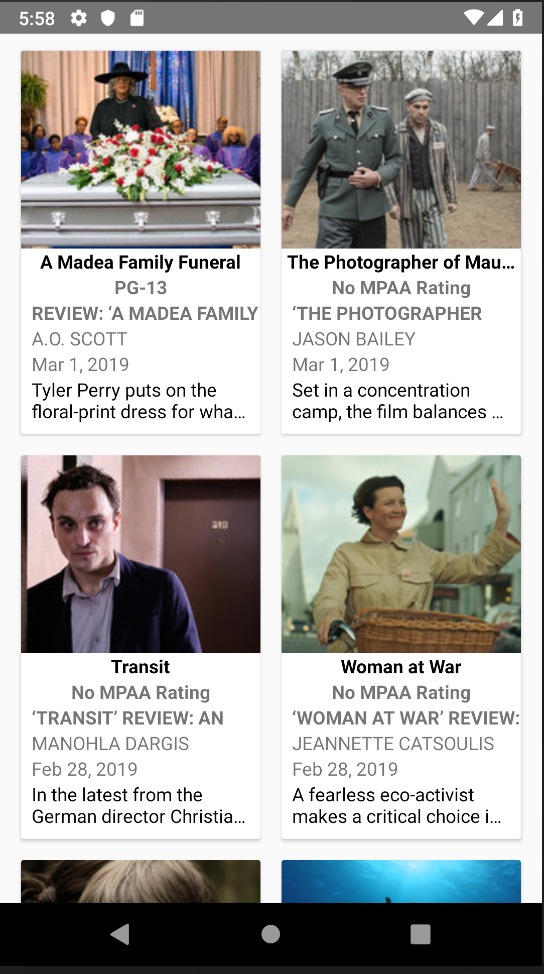 5:58
A Madea Family Funeral
PG-13
REVIEW: ‘A MADEA FAMILY
A.O. SCOTT
Mar 1, 2019
Tyler Perry puts on the
floral-print dress for wha…
The Photographer of Mau…
No MPAA Rating
‘THE PHOTOGRAPHER
JASON BAILEY
Mar 1, 2019
Set in a concentration
camp, the film balances …
Transit
No MPAA Rating
‘TRANSIT’ REVIEW: AN
MANOHLA DARGIS
Feb 28, 2019
In the latest from the
German director Christia…
Woman at War
No MPAA Rating
‘WOMAN AT WAR’ REVIEW:
JEANNETTE CATSOULIS
Feb 28, 2019
A fearless eco-activist
makes a critical choice i…